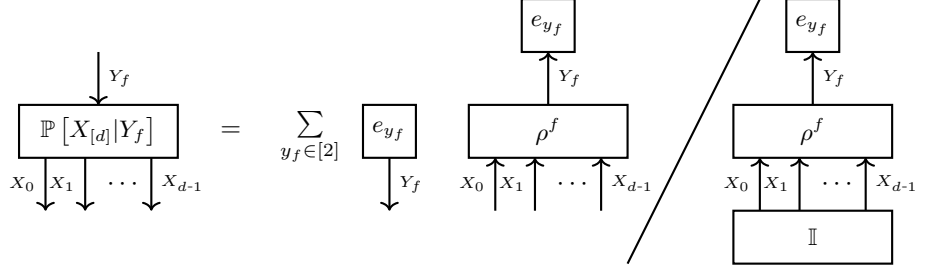 e_{y_f} e_{y_f}
Y_f Y_f Y_f
ℙ[X_{[d]}|Y_f] = ∑_{y_f∈[2]} e_{y_f} ρ^f ρ^f
X_0 X_1 ⋯ X_{d-1} Y_f X_0 X_1 ⋯ X_{d-1} X_0 X_1 ⋯ X_{d-1}
𝕀